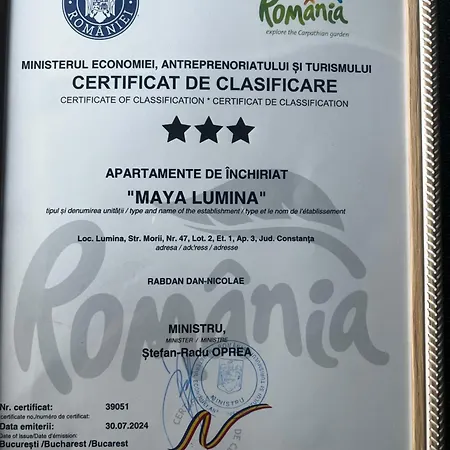 ROMÂNIEI
România
explore the Carpathian garden
MINISTERUL ECONOMIEI, ANTREPRENORIATULUI ȘI TURISMULUI
CERTIFICAT DE CLASIFICARE
CERTIFICATE OF CLASSIFICATION * CERTIFICAT DE CLASSIFICATION
APARTAMENTE DE ÎNCHIRIAT
"MAYA LUMINA"
tipul și denumirea unității / type and name of the establishment / type et le nom de l'établissement
Loc. Lumina, Str. Morii, Nr. 47, Lot. 2, Et. 1, Ap. 3, Jud. Constanța
adresa / address / adresse
RABDAN DAN-NICOLAE
România
MINISTRU,
MINISTER / MINISTRE
Ștefan-Radu OPREA
MINISTRU
Nr. certificat: 39051
certificate no./numéro de certificat:
Data emiterii: 30.07.2024
Date of Issue/Date d'émission:
București /Bucharest /Bucarest